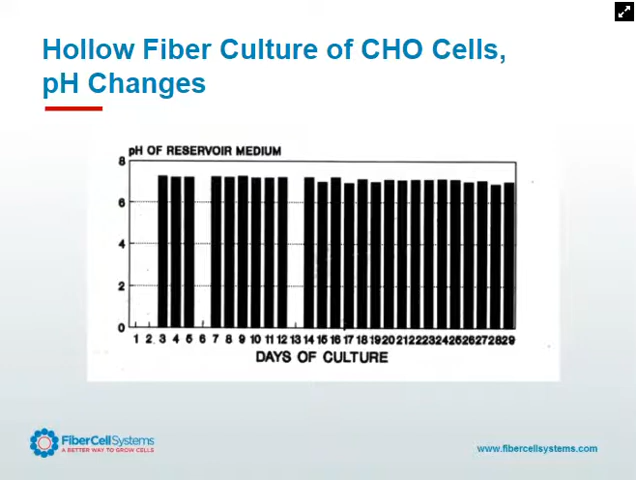 Hollow Fiber Culture of CHO Cells,
pH Changes
pH OF RESERVOIR MEDIUM
8
6
4
2
0
1 2 3 4 5 6 7 8 9 10 11 12 13 14 15 16 17 18 19 20 21 22 23 24 25 26 27 28 29
DAYS OF CULTURE
FiberCellSystems
A BETTER WAY TO GROW CELLS
www.fibercellsystems.com